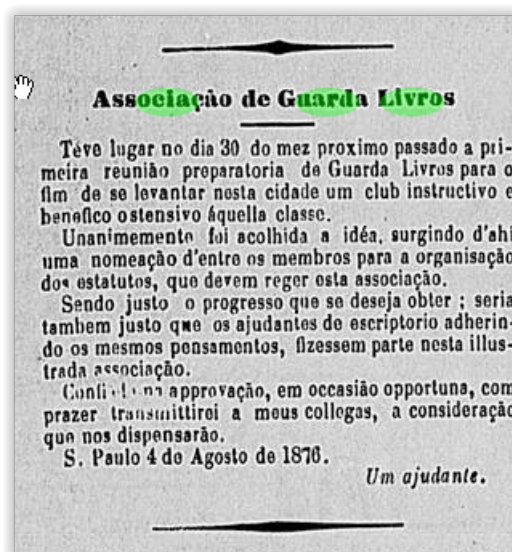 Associação de Guarda Livros
Teve lugar no dia 30 do mez proximo passado a pri-
meira reunião preparatoria de Guarda Livros para o
fim de se levantar nesta cidade um club instructivo e
benefico ostensivo áquella classe.
Unanimemente foi acolhida a idéa, surgindo d'ahi
uma nomeação d'entre os membros para a organisação
dos estatutos, que devem reger esta associação.
Sendo justo o progresso que se deseja obter ; seria
tambem justo que os ajudantes de escriptorio adherin-
do os mesmos pensamentos, fizessem parte nesta illus-
trada associação.
na approvação, em occasião opportuna, com
prazer transmittirei a meus collegas, a consideração
que nos dispensarão.
S. Paulo 4 de Agosto de 1876.
Um ajudante.